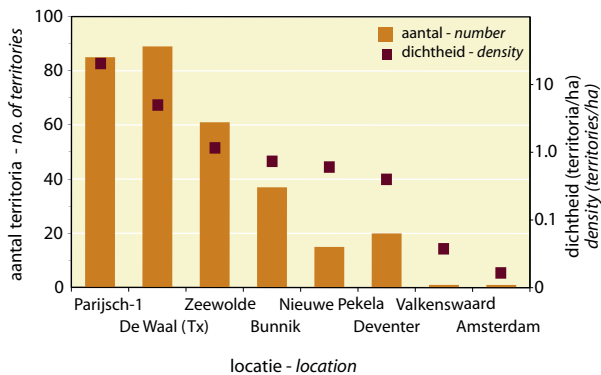 aantal territoria - no. of territories
100
80
60
40
20
0
aantal - number
dichtheid - density
10
1.0
0.1
0
dichtheid (territoria/ha)
density (territories/ha)
Parijsch-1 Zeewolde Nieuwe Pekela Valkenswaard
De Waal (Tx) Bunnik Deventer Amsterdam
locatie - location